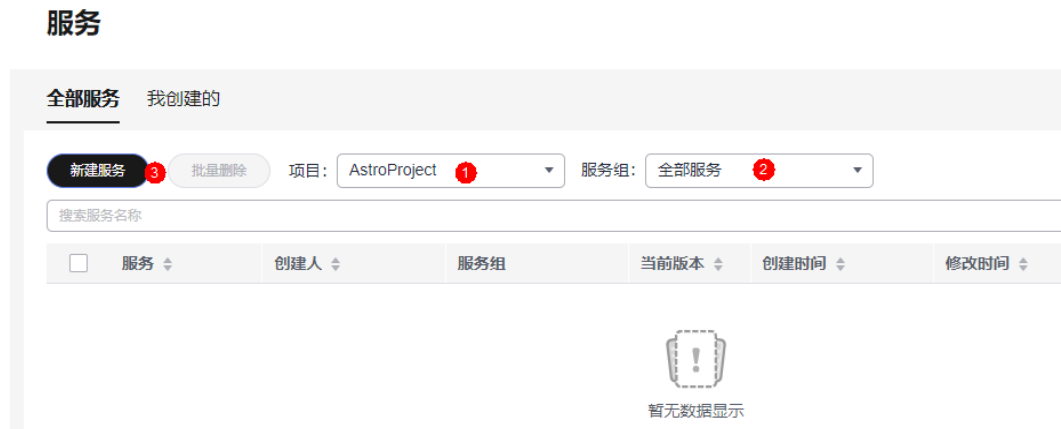 服务
全部服务 我创建的
新建服务 3 批量删除 项目: AstroProject 1 服务组: 全部服务 2
搜索服务名称
服务 创建人 服务组 当前版本 创建时间 修改时间
!
暂无数据显示